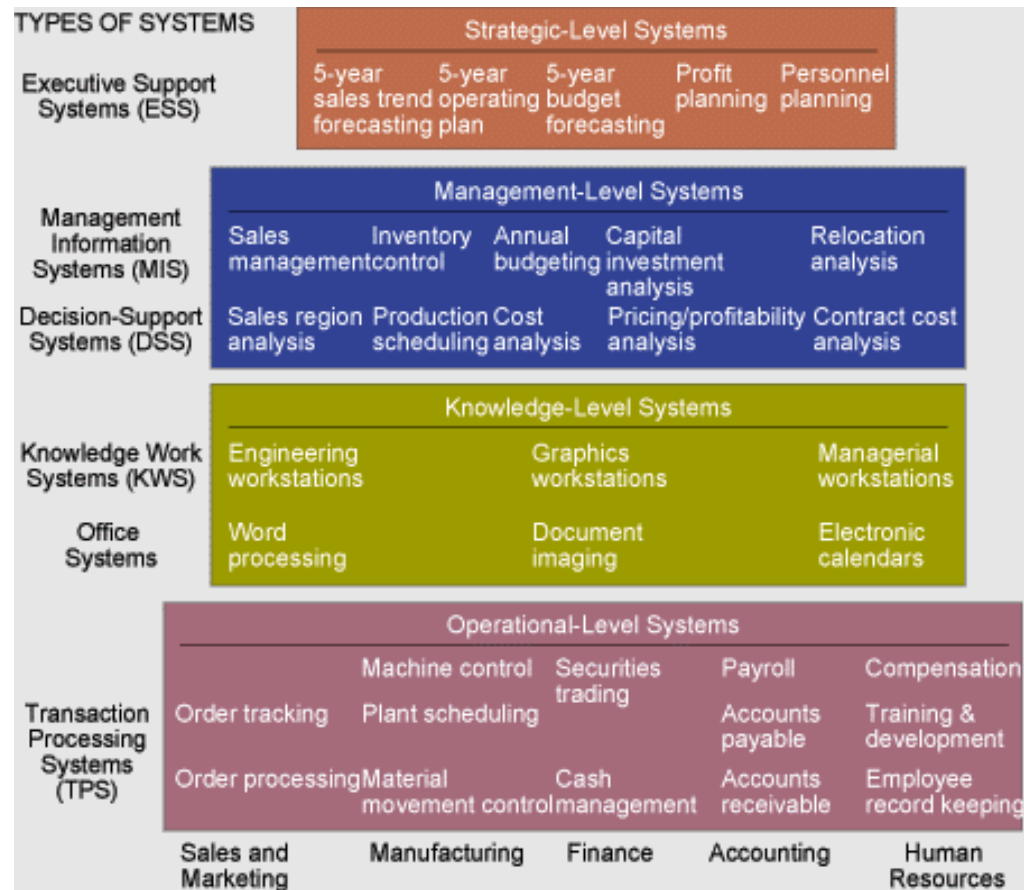 TYPES OF SYSTEMS
Strategic-Level Systems
Executive Support
Systems (ESS)
5-year 5-year 5-year Profit Personnel
sales trend operating budget planning planning
forecasting plan forecasting
Management-Level Systems
Management
Information
Systems (MIS)
Sales Inventory Annual Capital Relocation
management control budgeting investment analysis
analysis
Decision-Support
Systems (DSS)
Sales region Production Cost Pricing/profitability Contract cost
analysis scheduling analysis analysis analysis
Knowledge-Level Systems
Knowledge Work
Systems (KWS)
Engineering Graphics Managerial
workstations workstations workstations
Office
Systems
Word Document Electronic
processing imaging calendars
Operational-Level Systems
Transaction
Processing
Systems
(TPS)
Machine control Securities Payroll Compensation
trading
Order tracking Plant scheduling Accounts Training &
payable development
Order processing Material Cash Accounts Employee
movement control management receivable record keeping
Sales and Manufacturing Finance Accounting Human
Marketing Resources